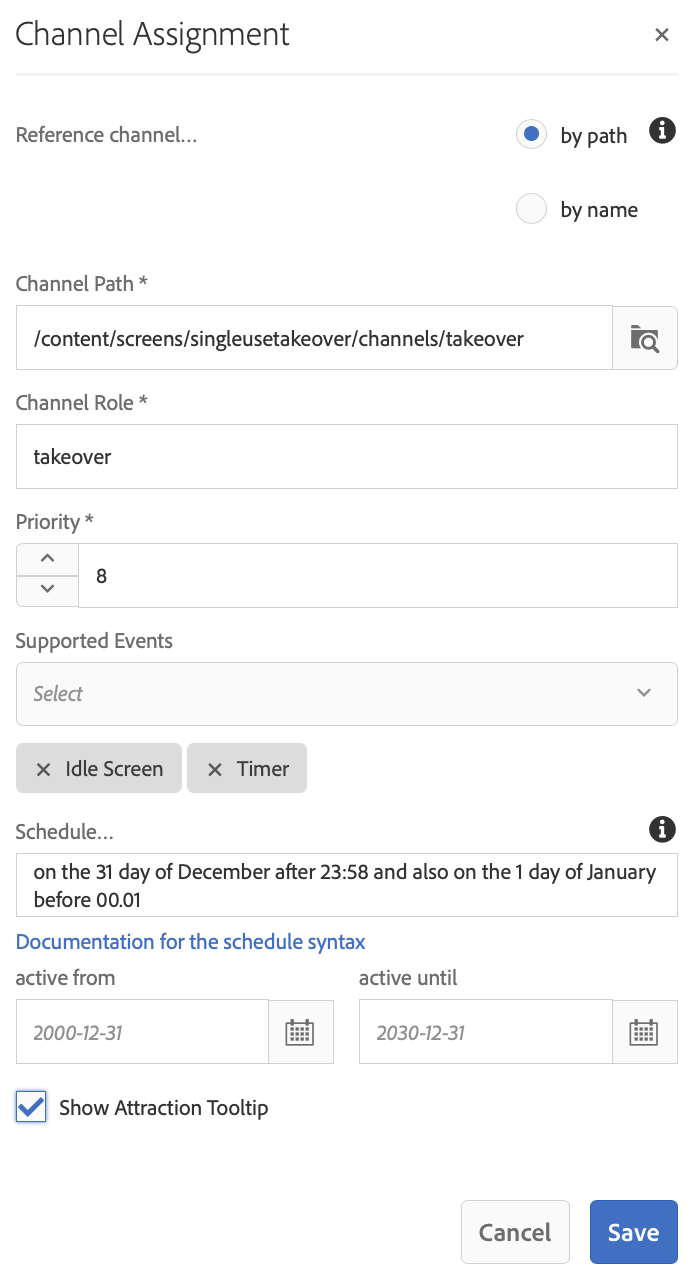 Channel Assignment
Reference channel...
by path
by name
Channel Path *
/content/screens/singleusetakeover/channels/takeover
Channel Role *
takeover
Priority *
8
Supported Events
Select
Idle Screen
Timer
Schedule...
on the 31 day of December after 23:58 and also on the 1 day of January
before 00.01
Documentation for the schedule syntax
active from
active until
2000-12-31
2030-12-31
Show Attraction Tooltip
Cancel
Save